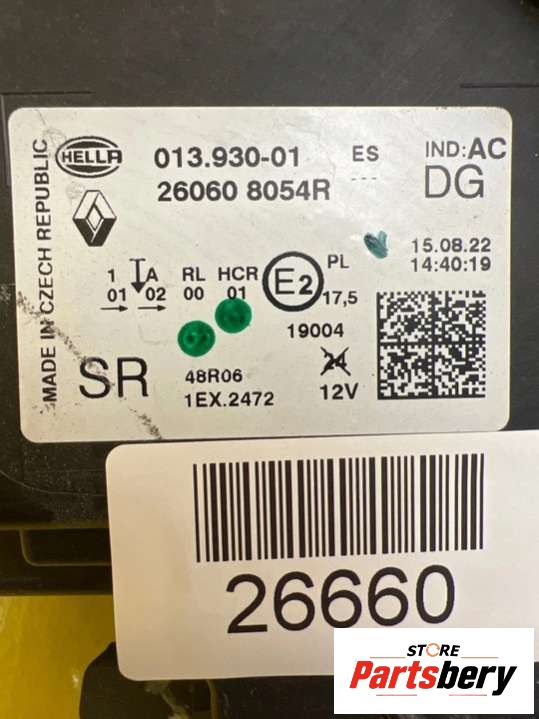 MADE IN CZECH REPUBLIC
HELLA
013.930-01
ES
IND:AC
26060 8054R
---
DG
15.08.22
14:40:19
1 A RL HCR
01 02 00 01
E2
PL
17,5
19004
SR
48R06
1EX.2472
24
12V
26660
STORE
Partsbery